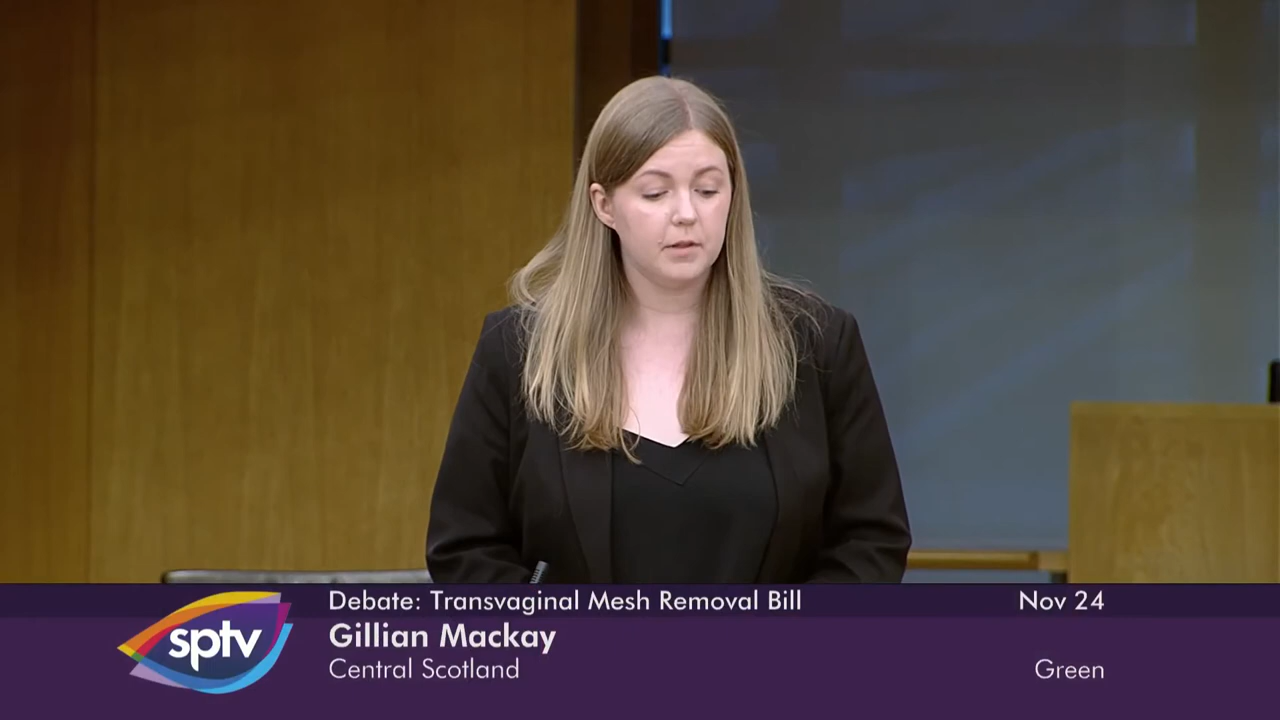 Debate: Transvaginal Mesh Removal Bill Nov 24
sptv
Gillian Mackay
Central Scotland Green